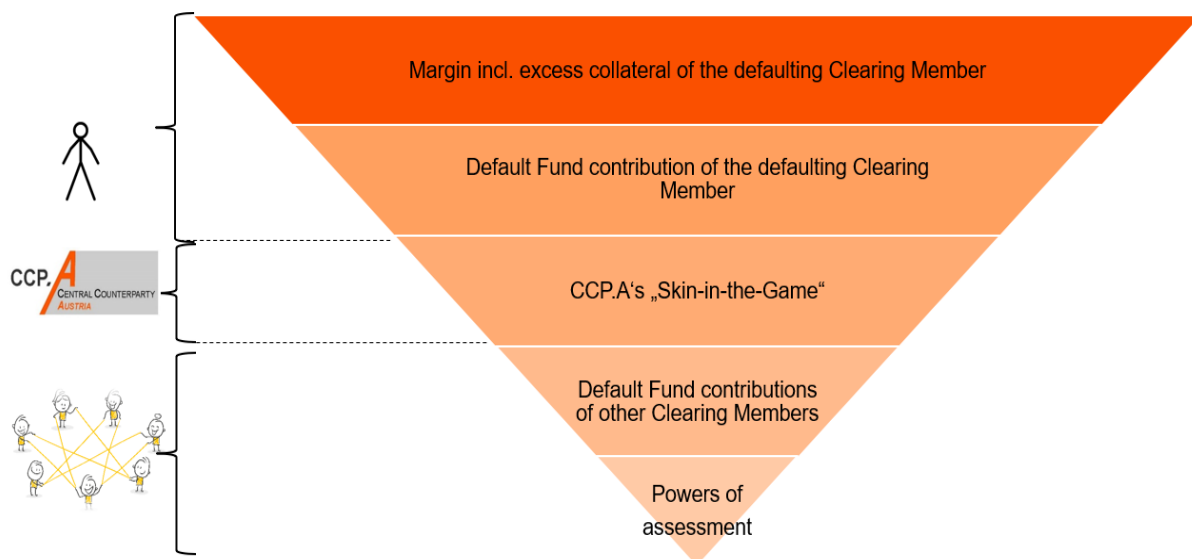 Margin incl. excess collateral of the defaulting Clearing Member
Default Fund contribution of the defaulting Clearing
Member
CCP.A
CENTRAL COUNTERPARTY
AUSTRIA
CCP.A‘s „Skin-in-the-Game“
Default Fund contributions
of other Clearing Members
Powers of
assessment